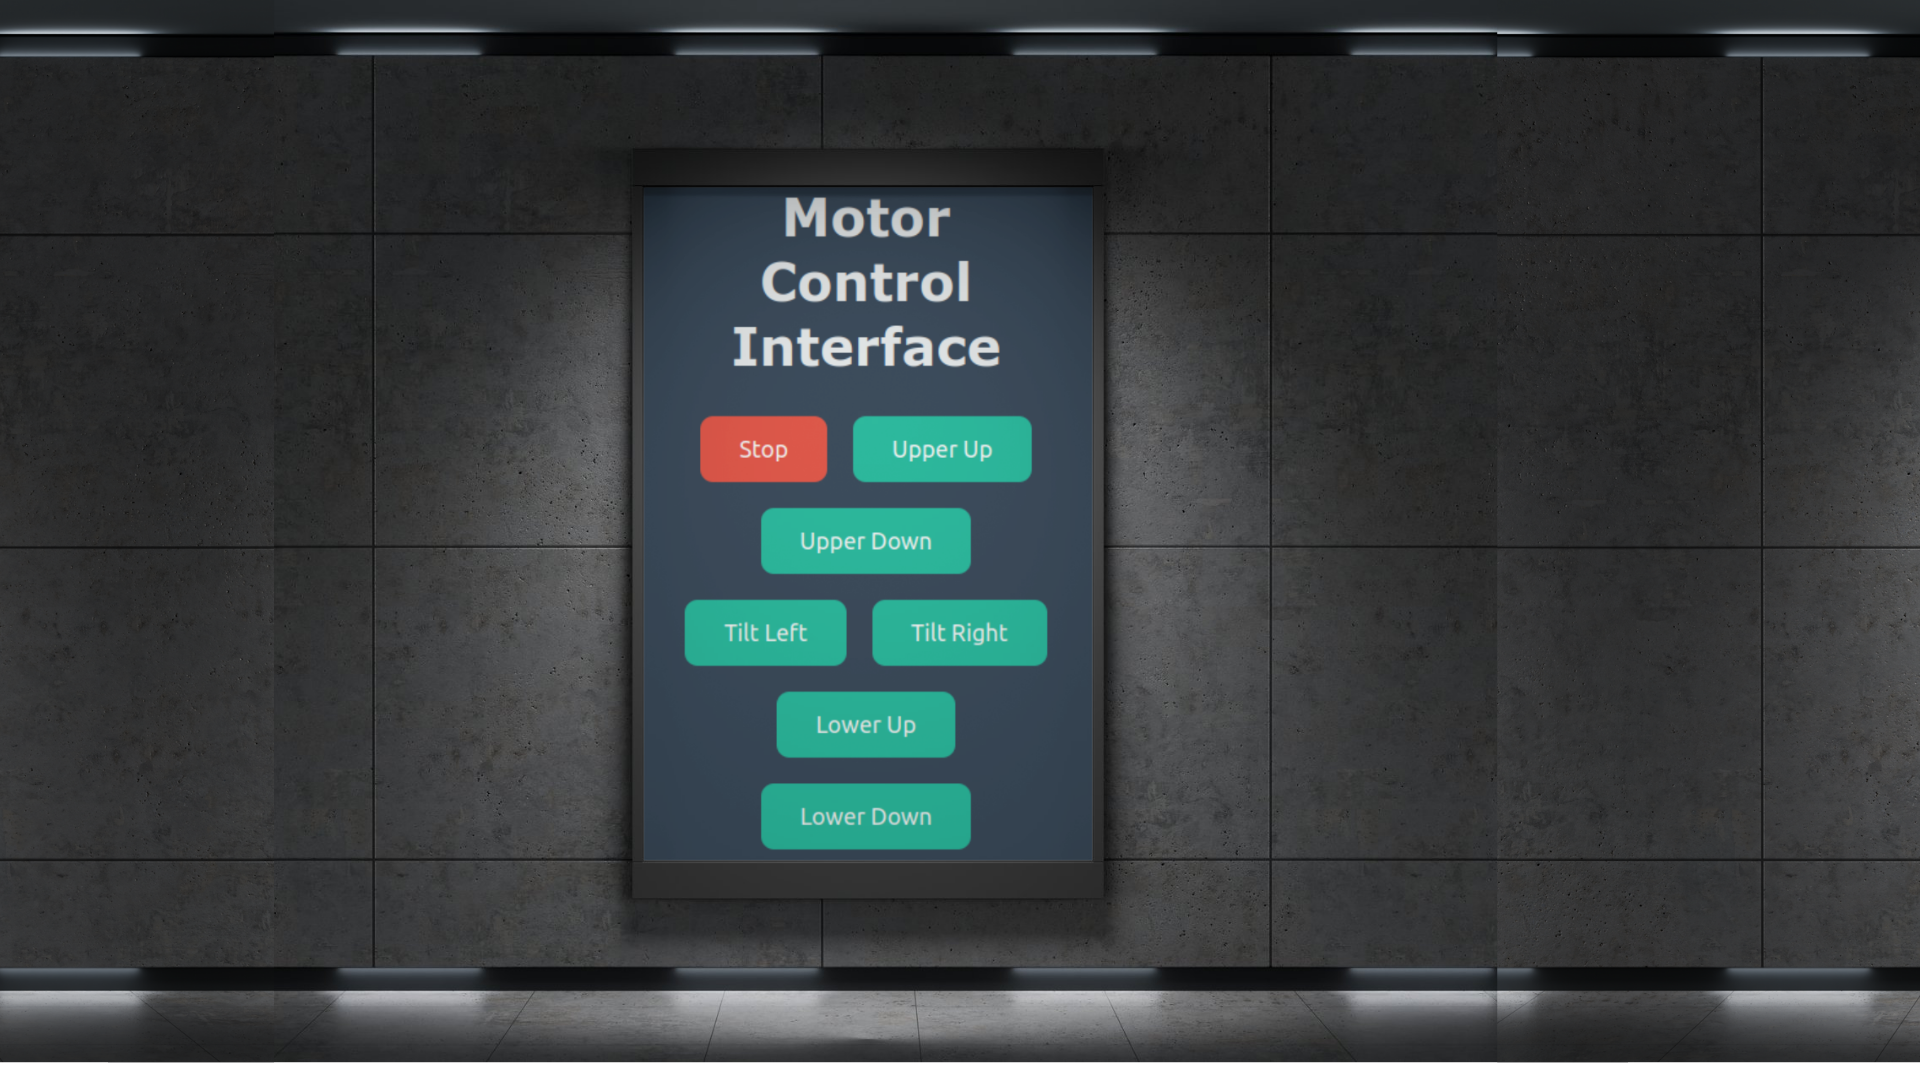 Motor
Control
Interface
Stop
Upper Up
Upper Down
Tilt Left
Tilt Right
Lower Up
Lower Down